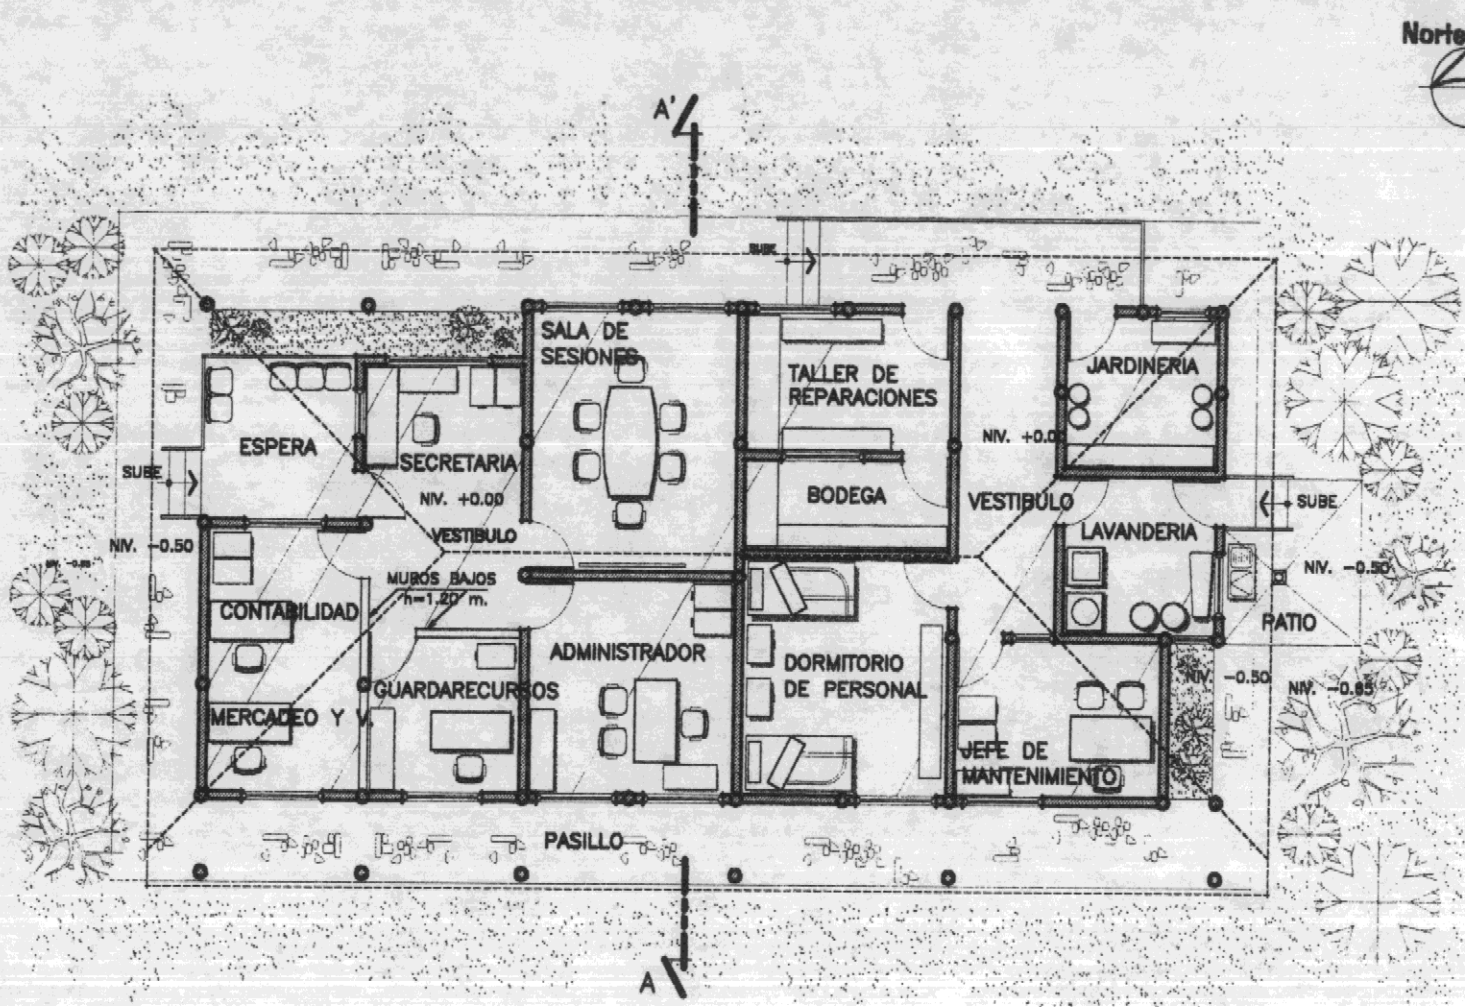 Norte
A'
SUBE
SALA DE
SESIONES
TALLER DE
REPARACIONES
JARDINERIA
ESPERA
SECRETARIA
NIV. +0.00
NIV. +0.00
SUBE
BODEGA
VESTIBULO
SUBE
VESTIBULO
LAVANDERIA
NIV. -0.50
NIV. -0.50
MUROS BAJOS
h=1.20 m.
CONTABILIDAD
PATIO
ADMINISTRADOR
DORMITORIO
DE PERSONAL
GUARDARECURSOS
NIV. -0.50
NIV. -0.65
MERCADEO Y V.
JEFE DE
MANTENIMIENTO
PASILLO
A